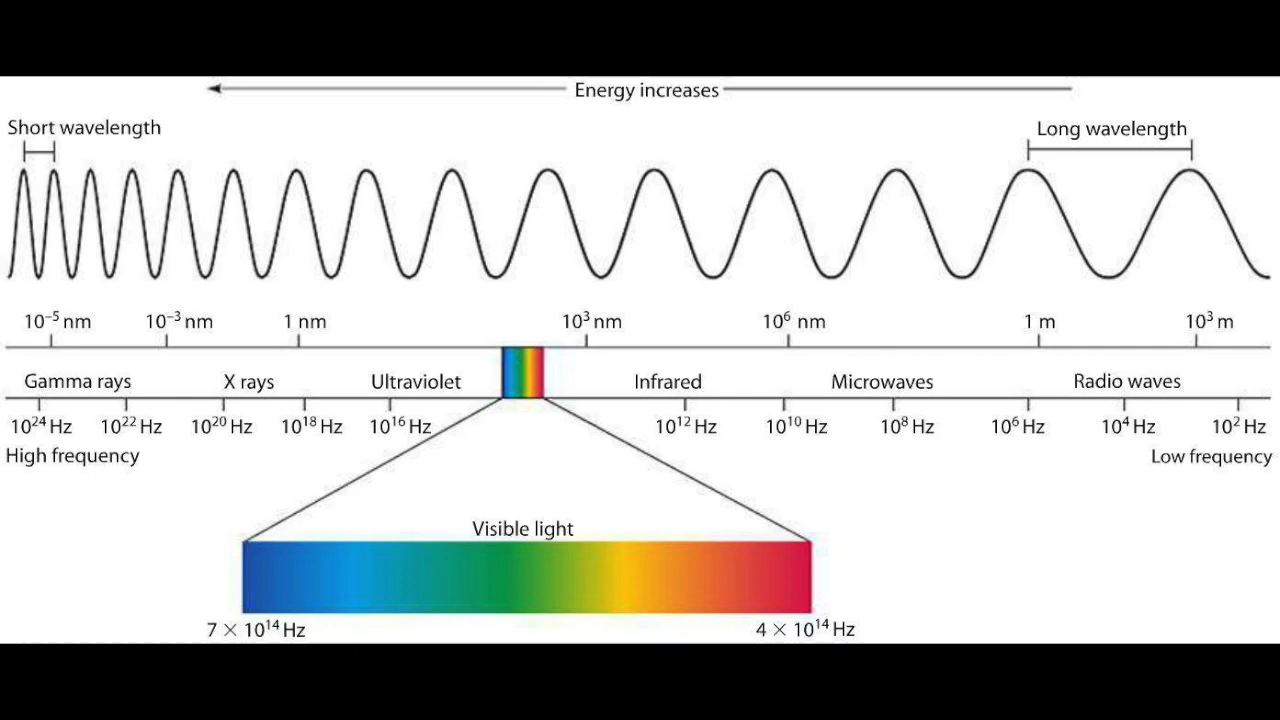 Energy increases
Short wavelength
Long wavelength
10⁻⁵ nm 10⁻³ nm 1 nm 10³ nm 10⁶ nm 1 m 10³ m
Gamma rays X rays Ultraviolet Infrared Microwaves Radio waves
10²⁴ Hz 10²² Hz 10²⁰ Hz 10¹⁸ Hz 10¹⁶ Hz 10¹² Hz 10¹⁰ Hz 10⁸ Hz 10⁶ Hz 10⁴ Hz 10² Hz
High frequency Low frequency
Visible light
7 × 10¹⁴ Hz 4 × 10¹⁴ Hz